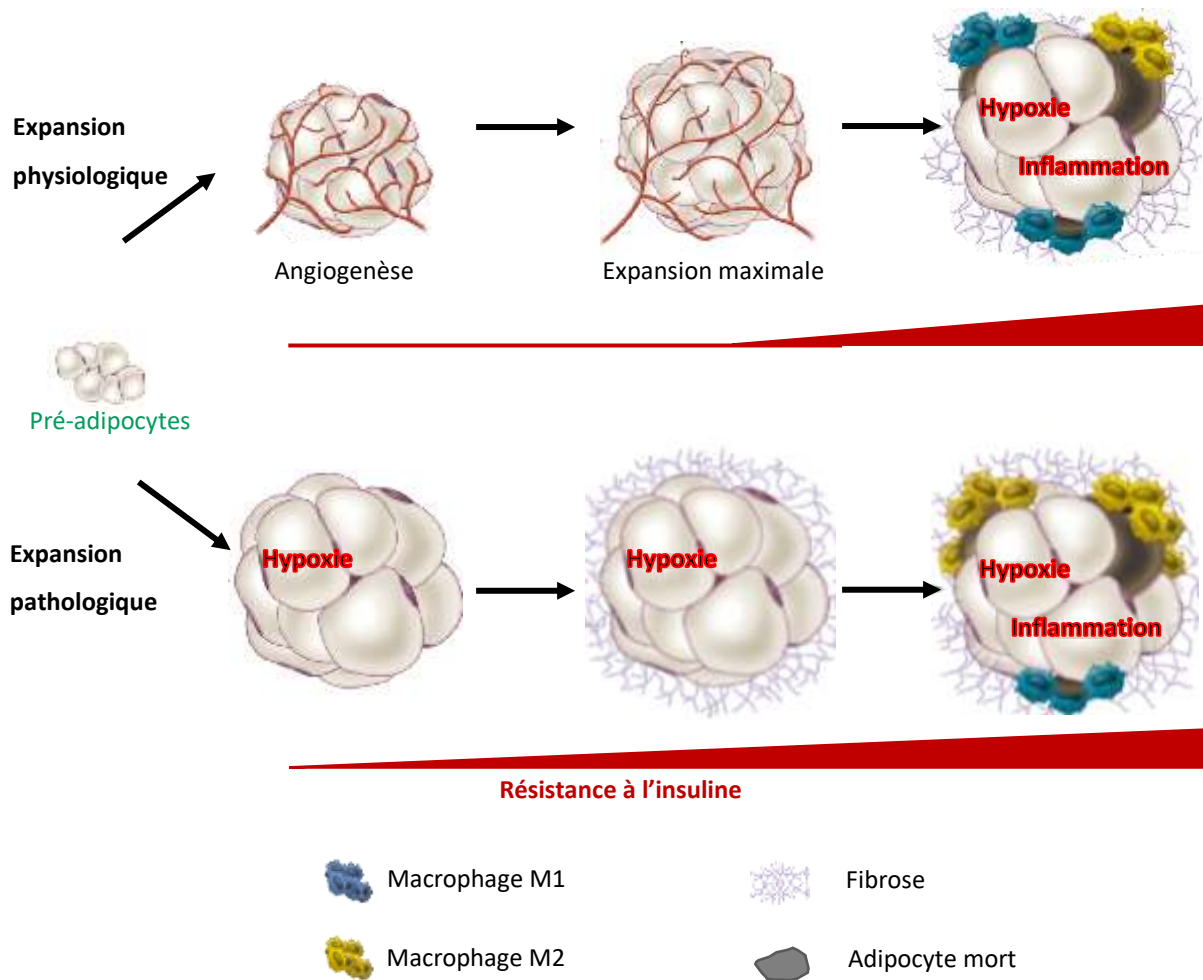 Expansion
physiologique
Hypoxie
Inflammation
Angiogenèse
Expansion maximale
Pré-adipocytes
Expansion
pathologique
Hypoxie
Hypoxie
Hypoxie
Inflammation
Résistance à l’insuline
Macrophage M1
Fibrose
Macrophage M2
Adipocyte mort